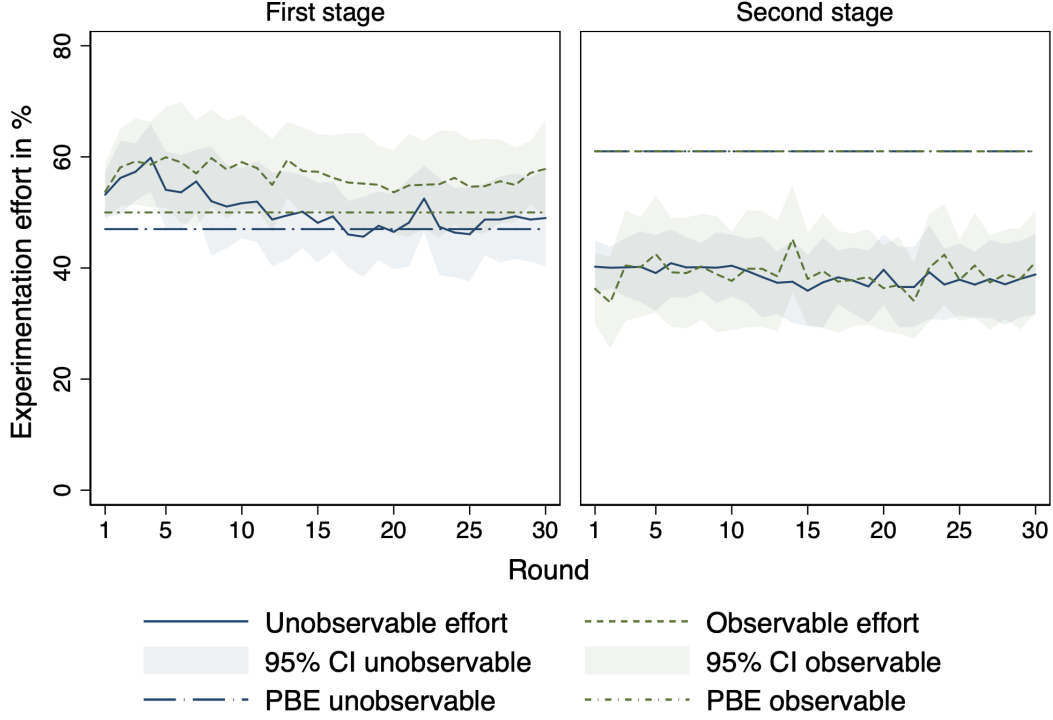 First stage
Second stage
Experimentation effort in %
80
60
40
20
0
1 5 10 15 20 25 30
1 5 10 15 20 25 30
Round
Unobservable effort
Observable effort
95% CI unobservable
95% CI observable
PBE unobservable
PBE observable